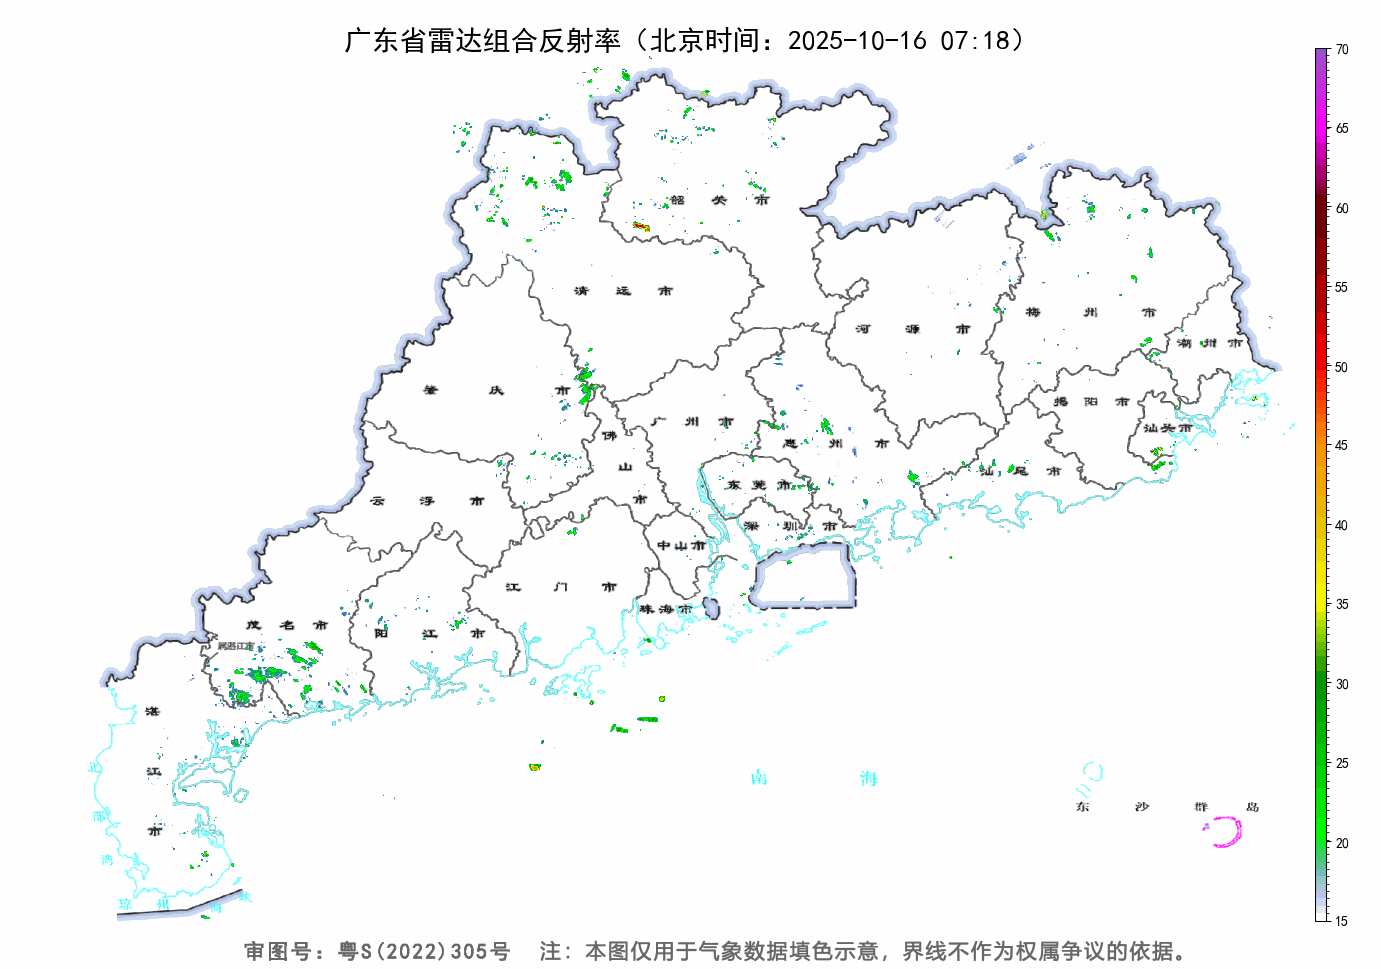 广东省雷达组合反射率（北京时间：2025-10-16 07:18）
70
65
60
55
50
45
40
35
30
25
20
15
韶关市
清远市
河源市
梅州市
潮州市
肇庆市
揭阳市
广州市
汕头市
佛山市
惠州市
云浮市
东莞市
汕尾市
深圳市
中山市
江门市
珠海市
茂名市
阳江市
属湛江市
湛江市
南海
东沙群岛
北部湾
琼州海峡
审图号：粤S(2022)305号 注：本图仅用于气象数据填色示意，界线不作为权属争议的依据。